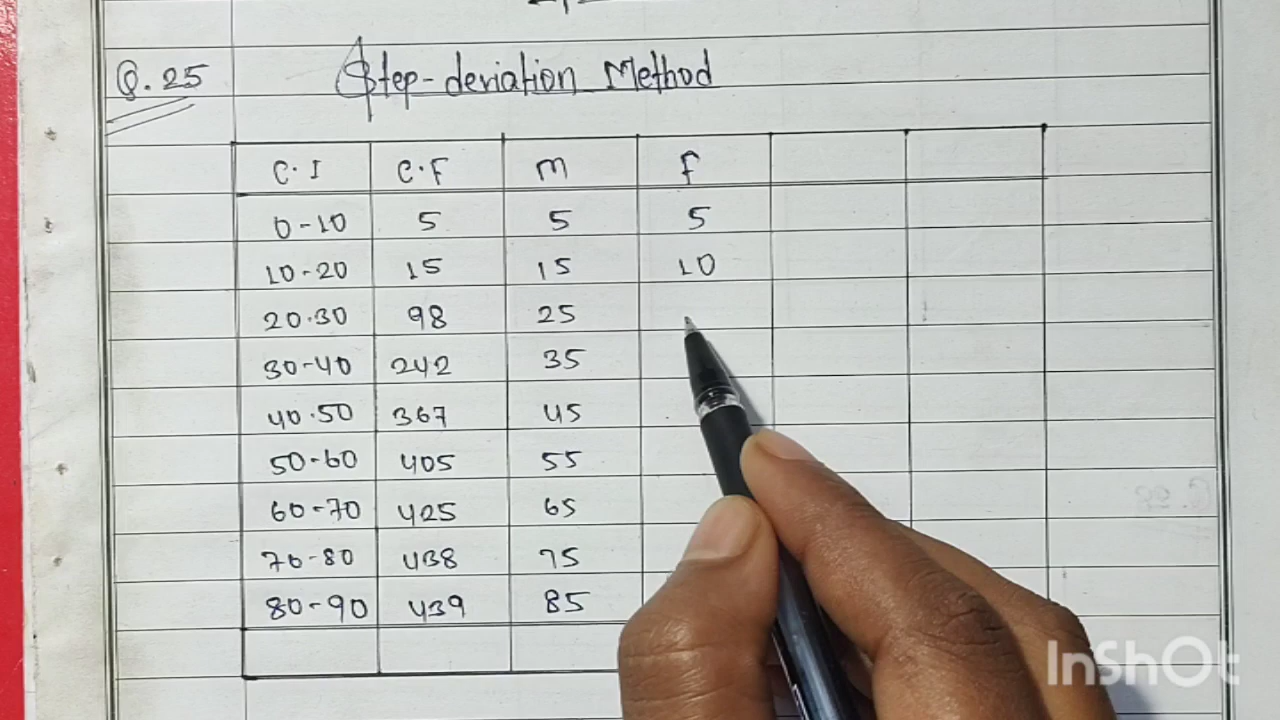 Q. 25 Step-deviation Method
C.I C.F M f
0-10 5 5 5
10-20 15 15 10
20.30 98 25
30-40 242 35
40.50 367 45
50-60 405 55
60-70 425 65
70-80 438 75
80-90 439 85
InShOt